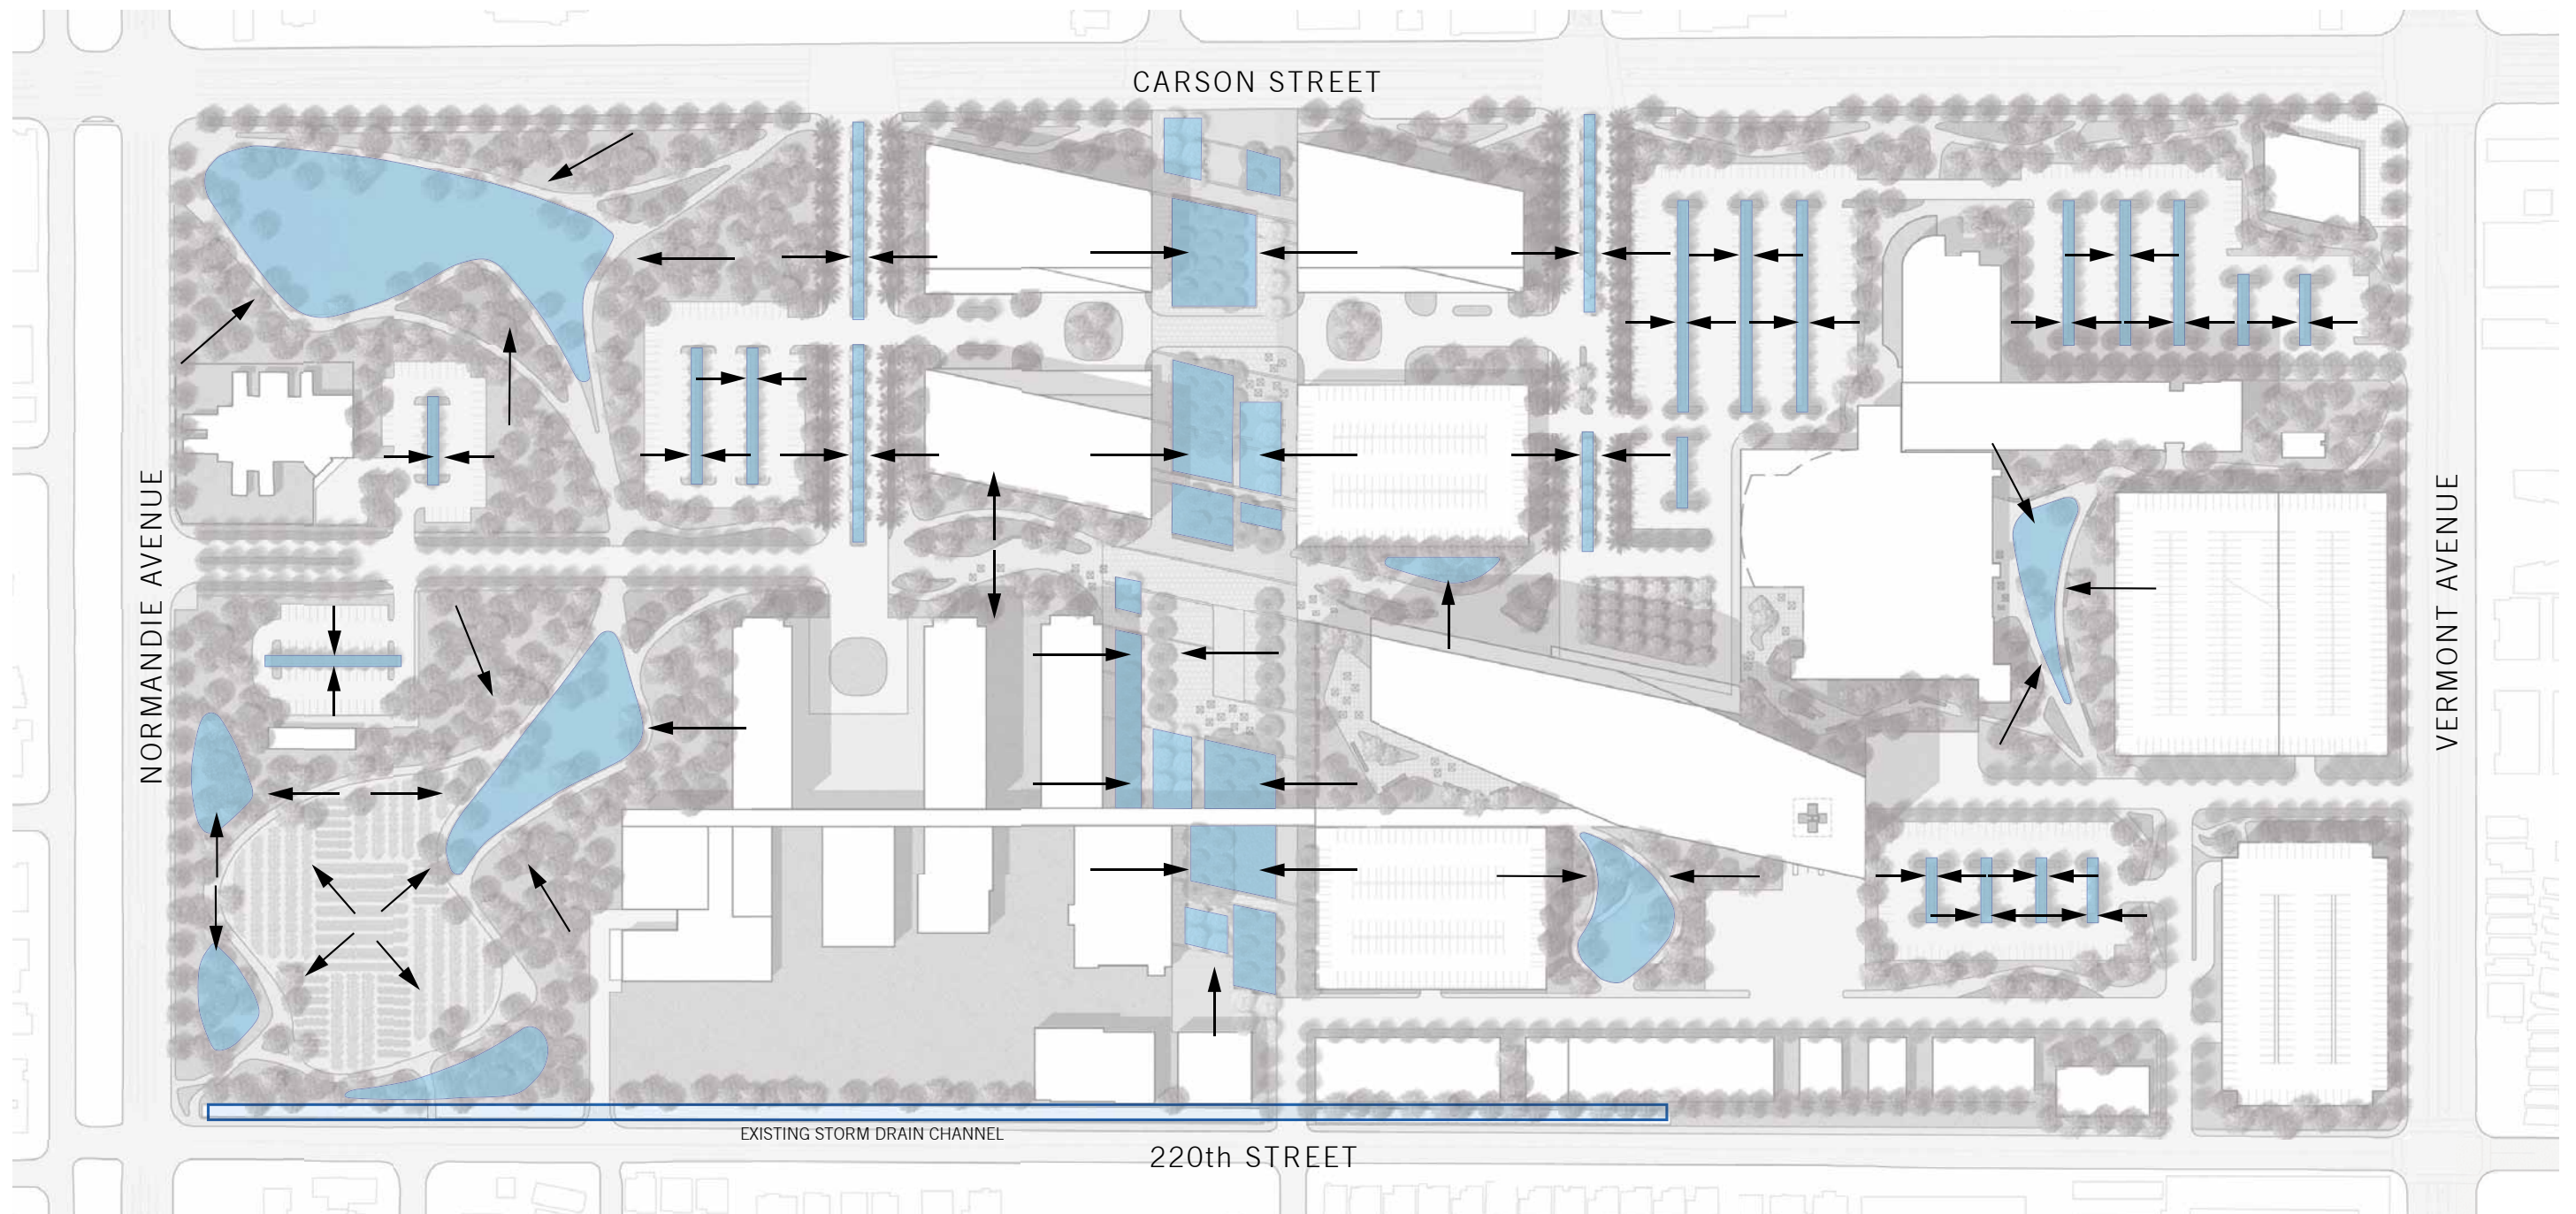 CARSON STREET
NORMANDIE AVENUE
VERMONT AVENUE
EXISTING STORM DRAIN CHANNEL
220th STREET